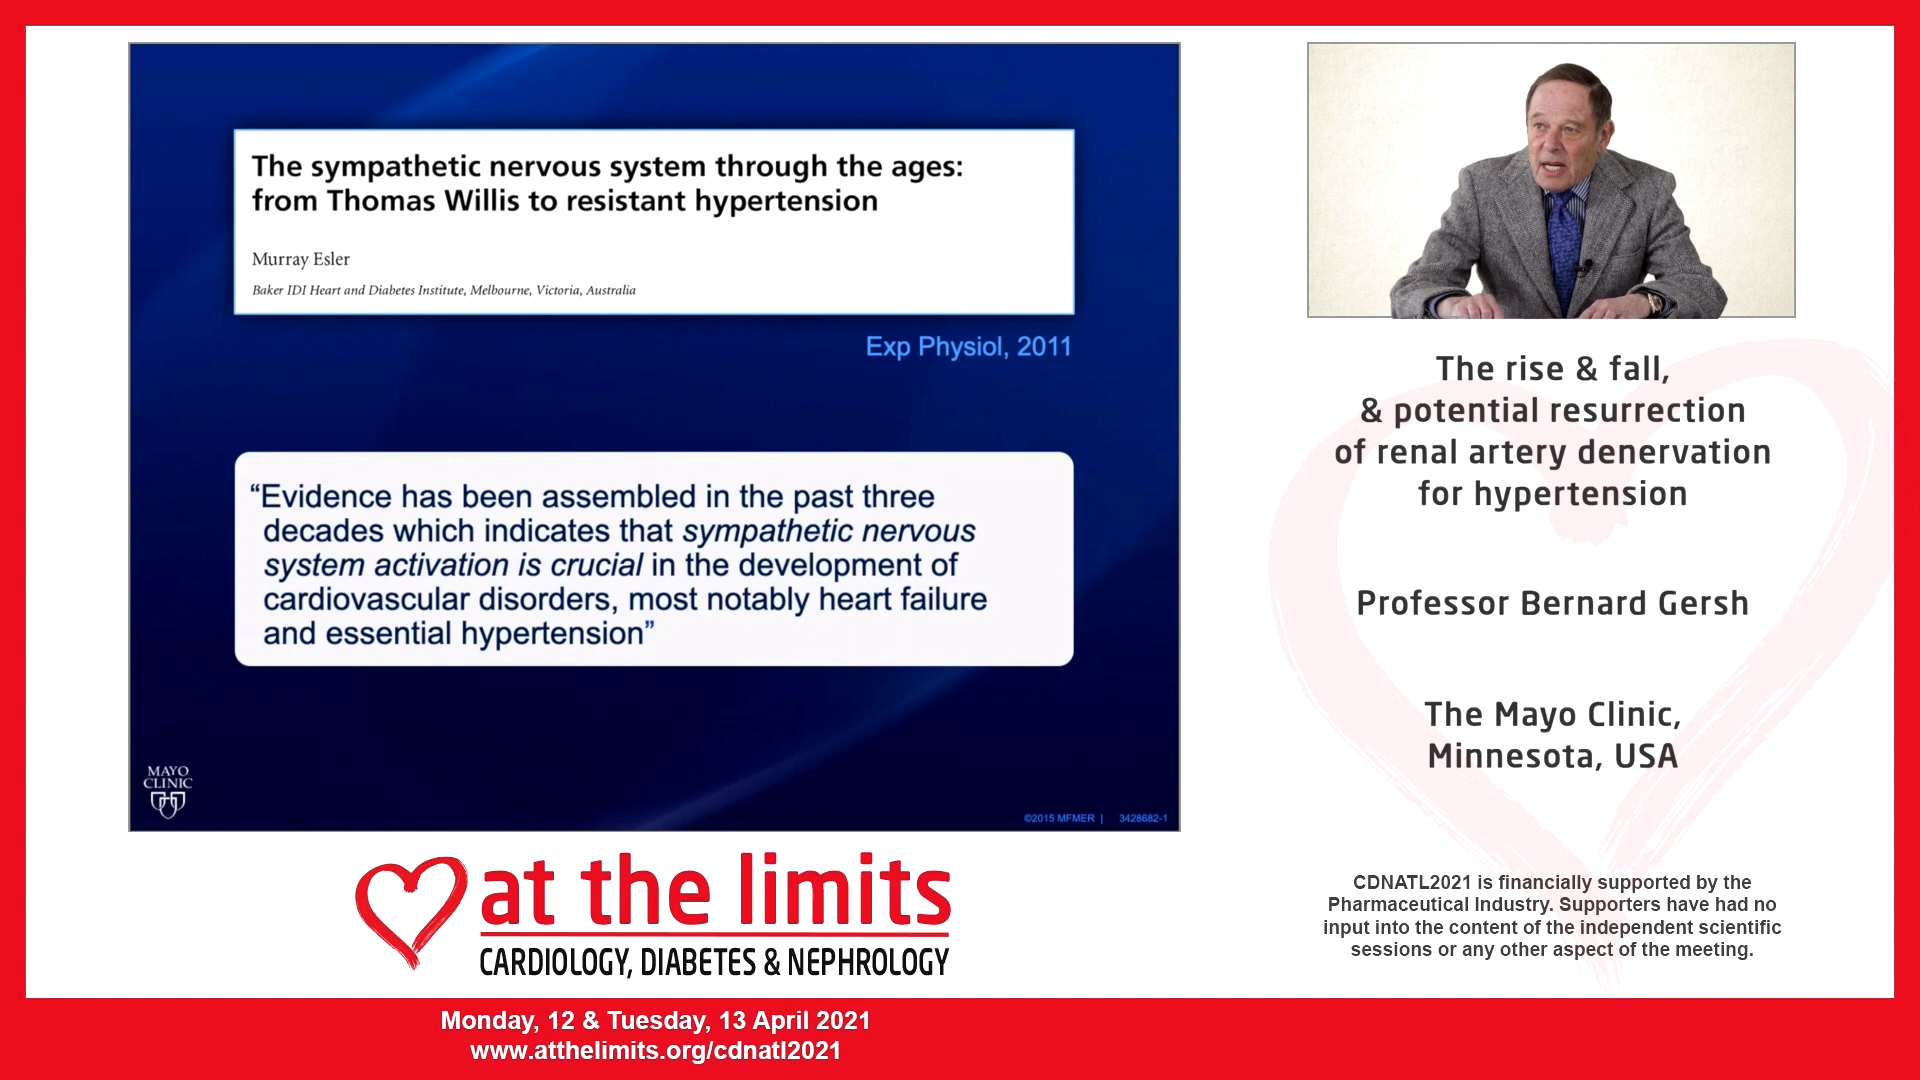 The sympathetic nervous system through the ages:
from Thomas Willis to resistant hypertension
Murray Esler
Baker IDI Heart and Diabetes Institute, Melbourne, Victoria, Australia
Exp Physiol, 2011
“Evidence has been assembled in the past three
decades which indicates that sympathetic nervous
system activation is crucial in the development of
cardiovascular disorders, most notably heart failure
and essential hypertension”
MAYO
CLINIC
©2015 MFMER | 3428682-1
The rise & fall,
& potential resurrection
of renal artery denervation
for hypertension
Professor Bernard Gersh
The Mayo Clinic,
Minnesota, USA
CDNATL2021 is financially supported by the
Pharmaceutical Industry. Supporters have had no
input into the content of the independent scientific
sessions or any other aspect of the meeting.
at the limits
CARDIOLOGY, DIABETES & NEPHROLOGY
Monday, 12 & Tuesday, 13 April 2021
www.atthelimits.org/cdnatl2021